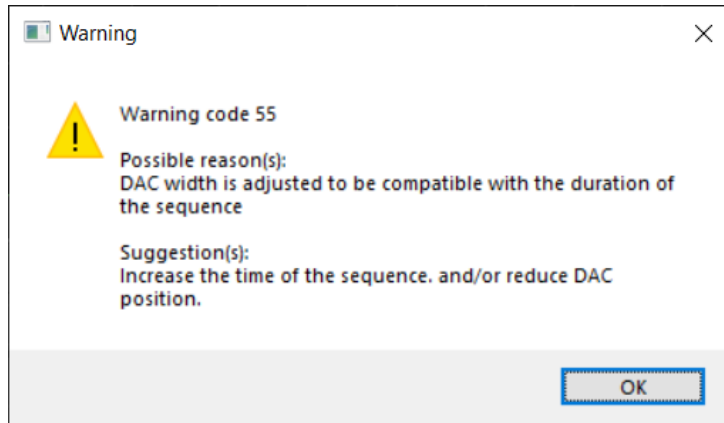 Warning
Warning code 55
Possible reason(s):
DAC width is adjusted to be compatible with the duration of
the sequence
Suggestion(s):
Increase the time of the sequence. and/or reduce DAC
position.
OK